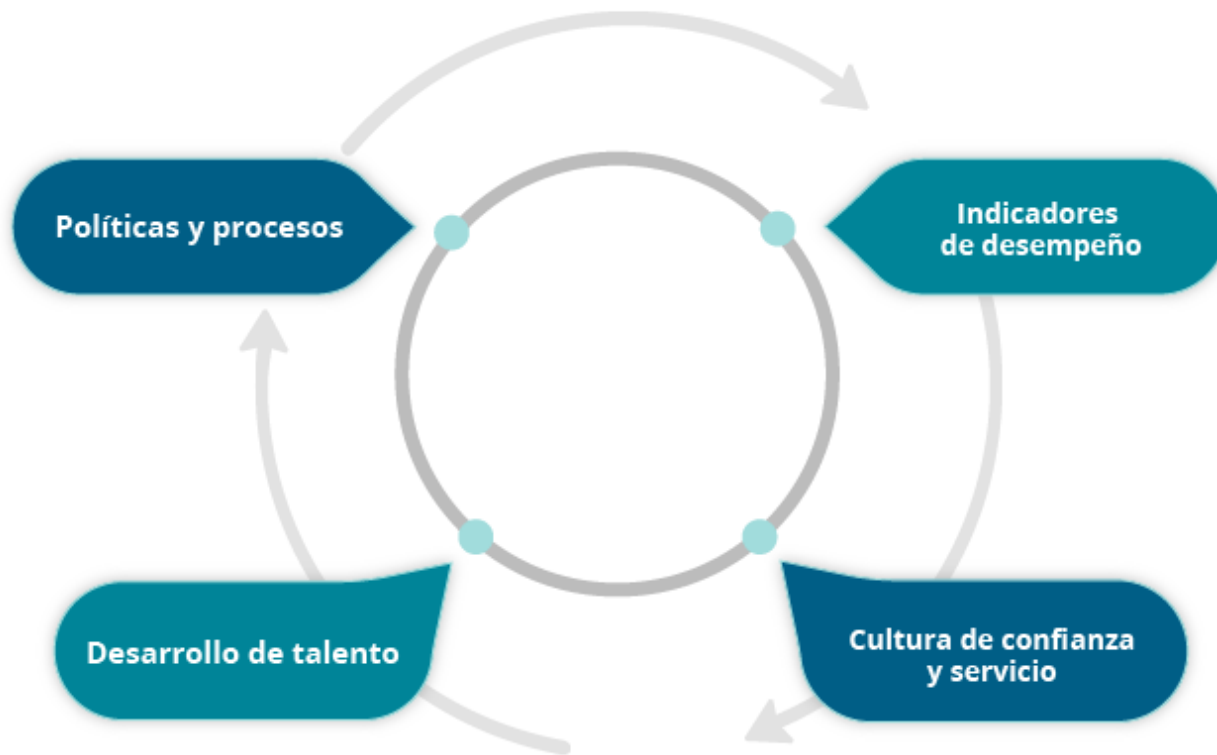 Políticas y procesos
Indicadores
de desempeño
Desarrollo de talento
Cultura de confianza
y servicio